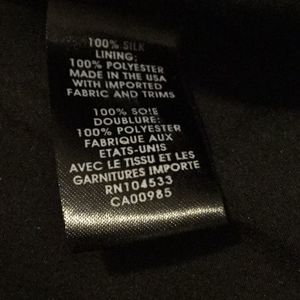 100% SILK
LINING:
100% POLYESTER
MADE IN THE USA
WITH IMPORTED
FABRIC AND TRIMS
100% SOIE
DOUBLURE:
100% POLYESTER
FABRIQUE AUX
ETATS-UNIS
AVEC LE TISSU ET LES
GARNITURES IMPORTE
RN104533
CA00985